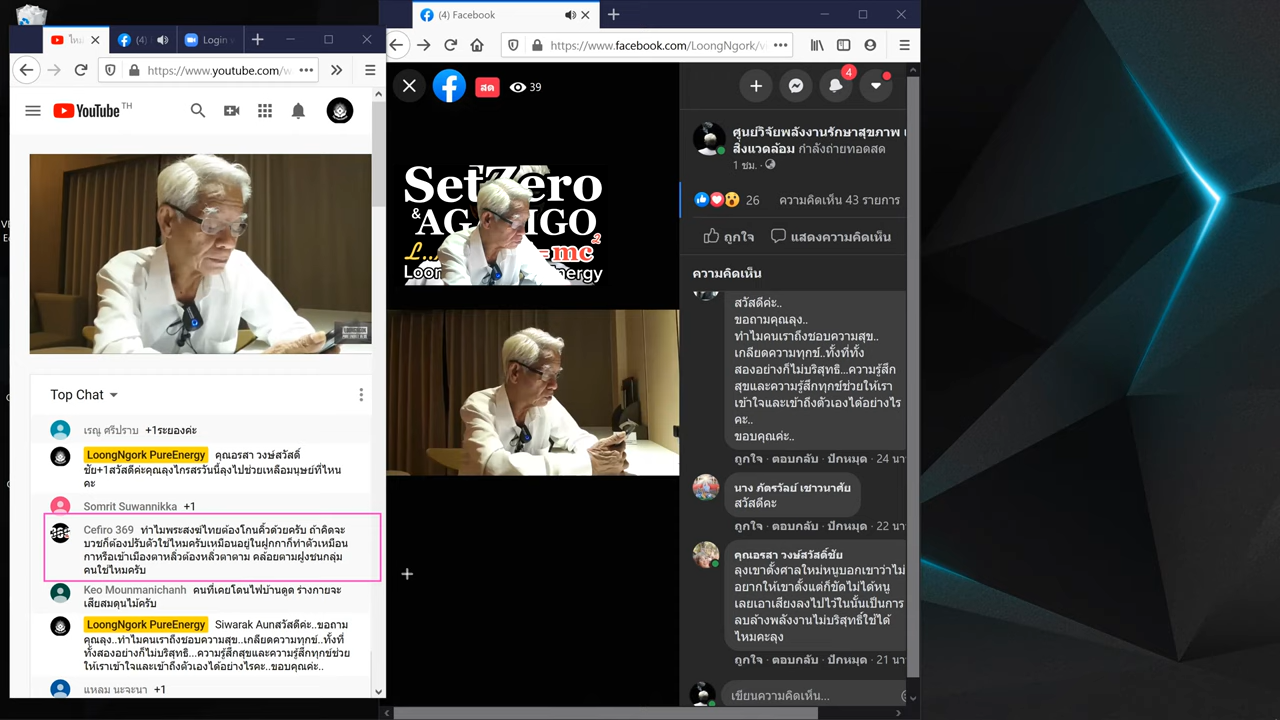 ใหม่
(4)
Login
https://www.youtube.com/w
YouTube TH
Top Chat
เรณู ศรีปราบ +1ระยองค่ะ
LoongNgork PureEnergy คุณอรสา วงษ์สวัสดิ์
ชัย+1สวัสดีค่ะคุณลุงไกรสรวันนี้ลุงไปช่วยเหลือมนุษย์ที่ไหน
คะ
Somrit Suwannikka +1
Cefiro 369 ทำไมพระสงฆ์ไทยต้องโกนคิ้วด้วยครับ ถ้าคิดจะ
บวชก็ต้องปรับตัวใช่ไหมครับเหมือนอยู่ในฝูกกาก็ทำตัวเหมือน
กาหรือเข้าเมืองตาหลิ่วต้องหลิ่วตาตาม คล้อยตามฝูงชนกลุ่ม
คนใช่ไหมครับ
Keo Mounmanichanh คนที่เคยโดนไฟบ้านดูด ร่างกายจะ
เสียสมดุนไม้ครับ
LoongNgork PureEnergy Siwarak Aunสวัสดีค่ะ..ขอถาม
คุณลุง..ทำไมคนเราถึงชอบความสุข..เกลียดความทุกข์..ทั้งที่
ทั้งสองอย่างก็ไม่บริสุทธิ์...ความรู้สึกสุขและความรู้สึกทุกข์ช่วย
ให้เราเข้าใจและเข้าถึงตัวเองได้อย่างไรคะ..ขอบคุณค่ะ..
แหลม นะจะนา +1
(4) Facebook
https://www.facebook.com/LoongNgork/v
สด
39
SetZero
&
mc²
Energy
4
ศูนย์วิจัยพลังงานรักษาสุขภาพ
สิ่งแวดล้อม กำลังถ่ายทอดสด
1 ชม.
26 ความคิดเห็น 43 รายการ
ถูกใจ แสดงความคิดเห็น
ความคิดเห็น
สวัสดีค่ะ..
ขอถามคุณลุง..
ทำไมคนเราถึงชอบความสุข..
เกลียดความทุกข์..ทั้งที่ทั้ง
สองอย่างก็ไม่บริสุทธิ์...ความรู้สึก
สุขและความรู้สึกทุกข์ช่วยให้เรา
เข้าใจและเข้าถึงตัวเองได้อย่างไร
คะ..
ขอบคุณค่ะ..
ถูกใจ · ตอบกลับ · ปักหมุด · 24 นา
นาง ภัตรวัลย์ เชาวนาศัย
สวัสดีคะ
ถูกใจ · ตอบกลับ · ปักหมุด · 22 นา
คุณอรสา วงษ์สวัสดิ์ชัย
ลุงเขาตั้งศาลใหม่หนูบอกเขาว่าไม่
อยากให้เขาตั้งแต่ก็ขัดไม่ได้หนู
เลยเอาเสียงลงไปไว้ในนั้นเป็นการ
ลบล้างพลังงานไม่บริสุทธิ์ใช้ได้
ไหมคะลุง
ถูกใจ · ตอบกลับ · ปักหมุด · 21 นา
เขียนความคิดเห็น...